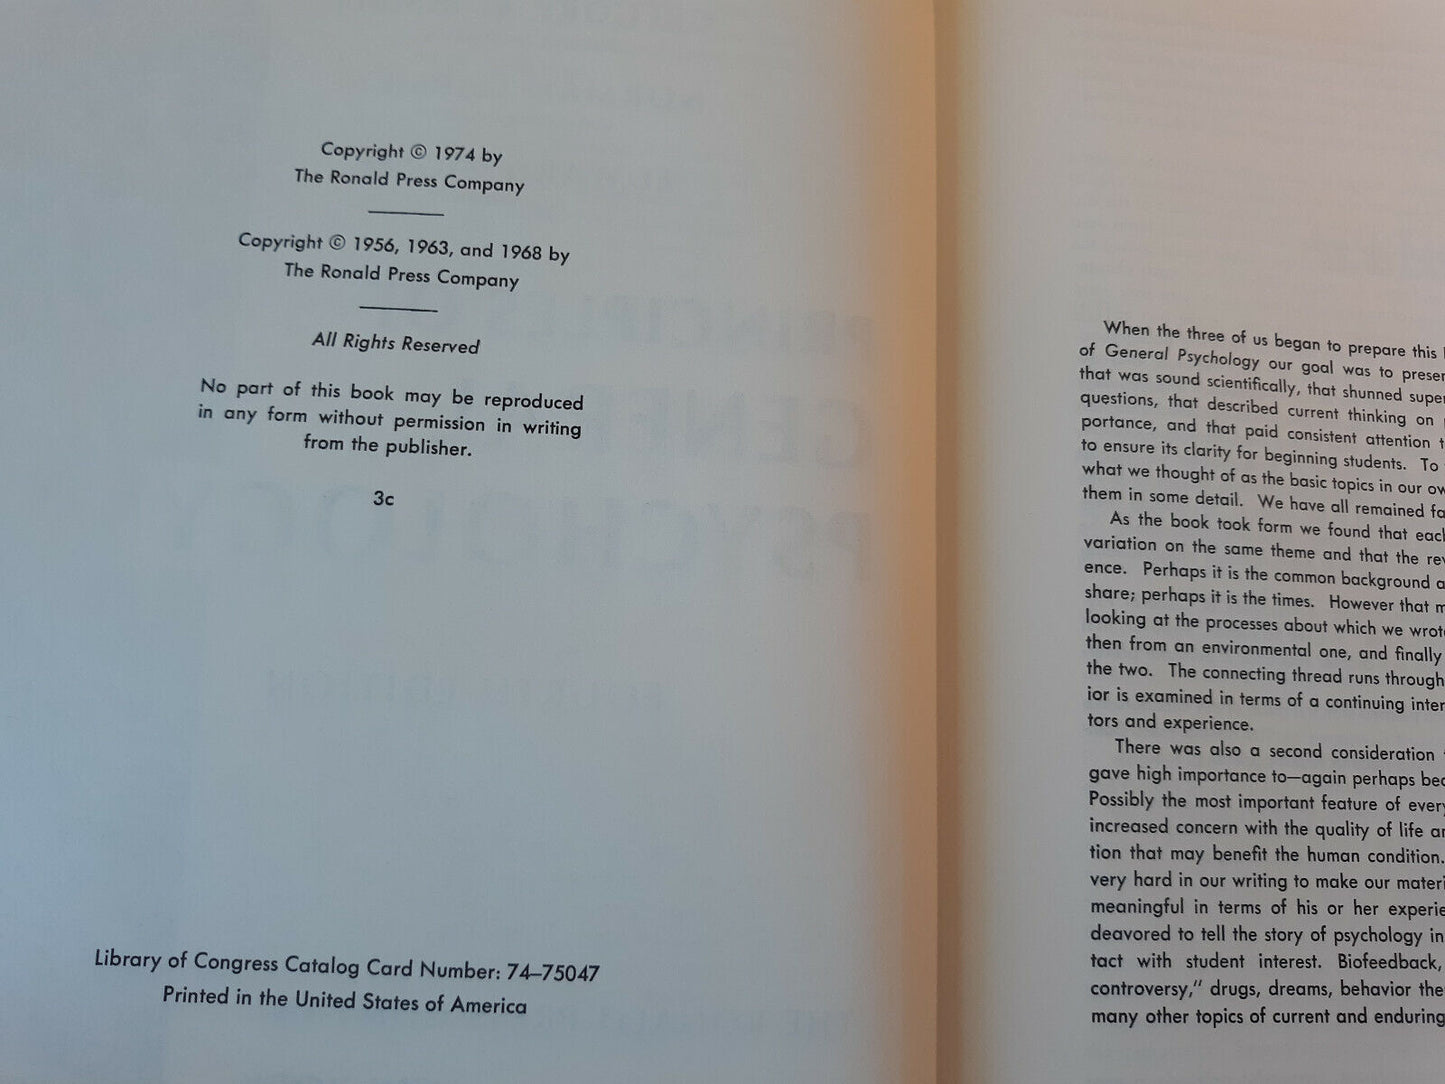 Copyright © 1974 by
The Ronald Press Company
Copyright © 1956, 1963, and 1968 by
The Ronald Press Company
All Rights Reserved
No part of this book may be reproduced
in any form without permission in writing
from the publisher.
3c
Library of Congress Catalog Card Number: 74–75047
Printed in the United States of America
When the three of us began to prepare this
of General Psychology our goal was to
that was sound scientifically, that shunned
questions, that described current thinking on
portance, and that paid consistent attention
to ensure its clarity for beginning students. To
what we thought of as the basic topics in our
them in some detail. We have all remained
As the book took form we found that
variation on the same theme and that the
ence. Perhaps it is the common background
share; perhaps it is the times. However that
looking at the processes about which we
then from an environmental one, and finally
the two. The connecting thread runs through
ior is examined in terms of a continuing
tors and experience.
There was also a second consideration
gave high importance to—again perhaps
Possibly the most important feature of
increased concern with the quality of life
tion that may benefit the human condition.
very hard in our writing to make our
meaningful in terms of his or her
deavored to tell the story of psychology in
tact with student interest. Biofeedback,
controversy,” drugs, dreams, behavior
many other topics of current and enduring